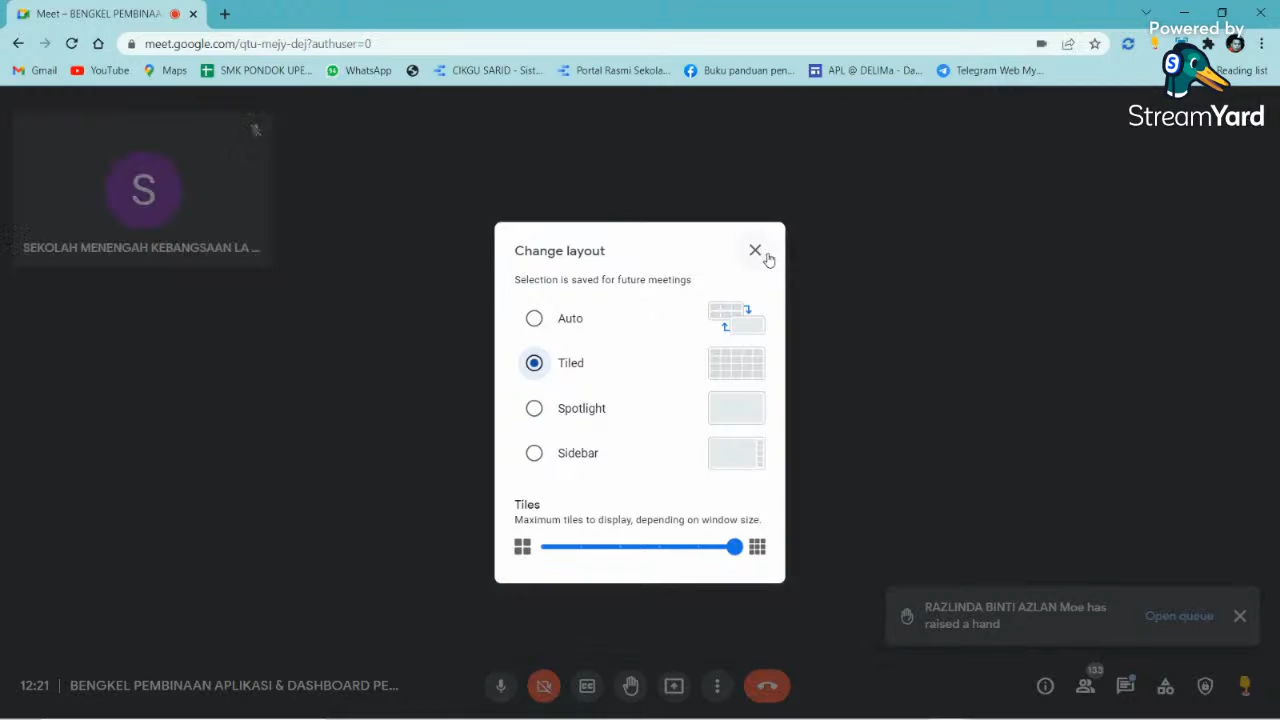 Meet – BENGKEL PEMBINAA
meet.google.com/qtu-mejy-dej?authuser=0
Powered by
Gmail
YouTube
Maps
SMK PONDOK UPE...
WhatsApp
CIKGU SARID - Sist...
Portal Rasmi Sekola...
Buku panduan pen...
APL @ DELIMa - Da...
Telegram Web My...
Reading list
S
StreamYard
S
SEKOLAH MENENGAH KEBANGSAAN LA ...
Change layout
Selection is saved for future meetings
Auto
Tiled
Spotlight
Sidebar
Tiles
Maximum tiles to display, depending on window size.
RAZLINDA BINTI AZLAN Moe has
raised a hand
Open queue
12:21 | BENGKEL PEMBINAAN APLIKASI & DASHBOARD PE...
CC
133